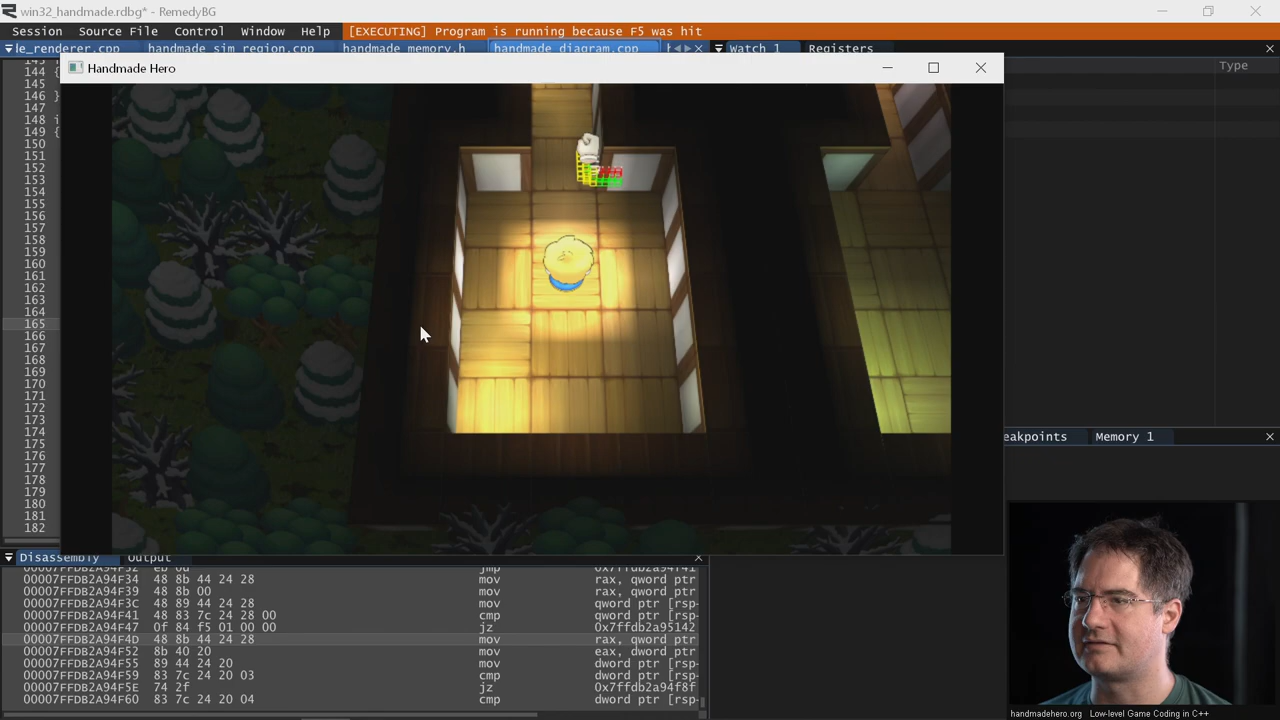 win32_handmade.rdbg* - RemedyBG
Session Source File Control Window Help [EXECUTING] Program is running because F5 was hit
le_renderer.cpp handmade_sim_region.cpp handmade_memory.h handmade_diagram.cpp Watch 1 Registers
Handmade Hero
Type
144 {
145
146 }
147
148 i
149 {
150
151
152
153
154
155
156
157
158
159
160
161
162
163
164
165
166
167
168
169
170
171
172
173
174
175
176
177
178
179
180
181
182
eakpoints Memory 1
Disassembly Output
00007FFDB2A94F32 eb 0d jmp 0x7ffdb2a94f41
00007FFDB2A94F34 48 8b 44 24 28 mov rax, qword ptr
00007FFDB2A94F39 48 8b 00 mov rax, qword ptr
00007FFDB2A94F3C 48 89 44 24 28 mov qword ptr [rsp-
00007FFDB2A94F41 48 83 7c 24 28 00 cmp qword ptr [rsp-
00007FFDB2A94F47 0f 84 f5 01 00 00 jz 0x7ffdb2a95142
00007FFDB2A94F4D 48 8b 44 24 28 mov rax, qword ptr
00007FFDB2A94F52 8b 40 20 mov eax, dword ptr
00007FFDB2A94F55 89 44 24 20 mov dword ptr [rsp-
00007FFDB2A94F59 83 7c 24 20 03 cmp dword ptr [rsp-
00007FFDB2A94F5E 74 2f jz 0x7ffdb2a94f8f
00007FFDB2A94F60 83 7c 24 20 04 cmp dword ptr [rsp-
handmadehero.org Low-level Game Coding in C++